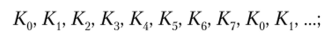 K₀, K₁, K₂, K₃, K₄, K₅, K₆, K₇, K₀, K₁, ...;